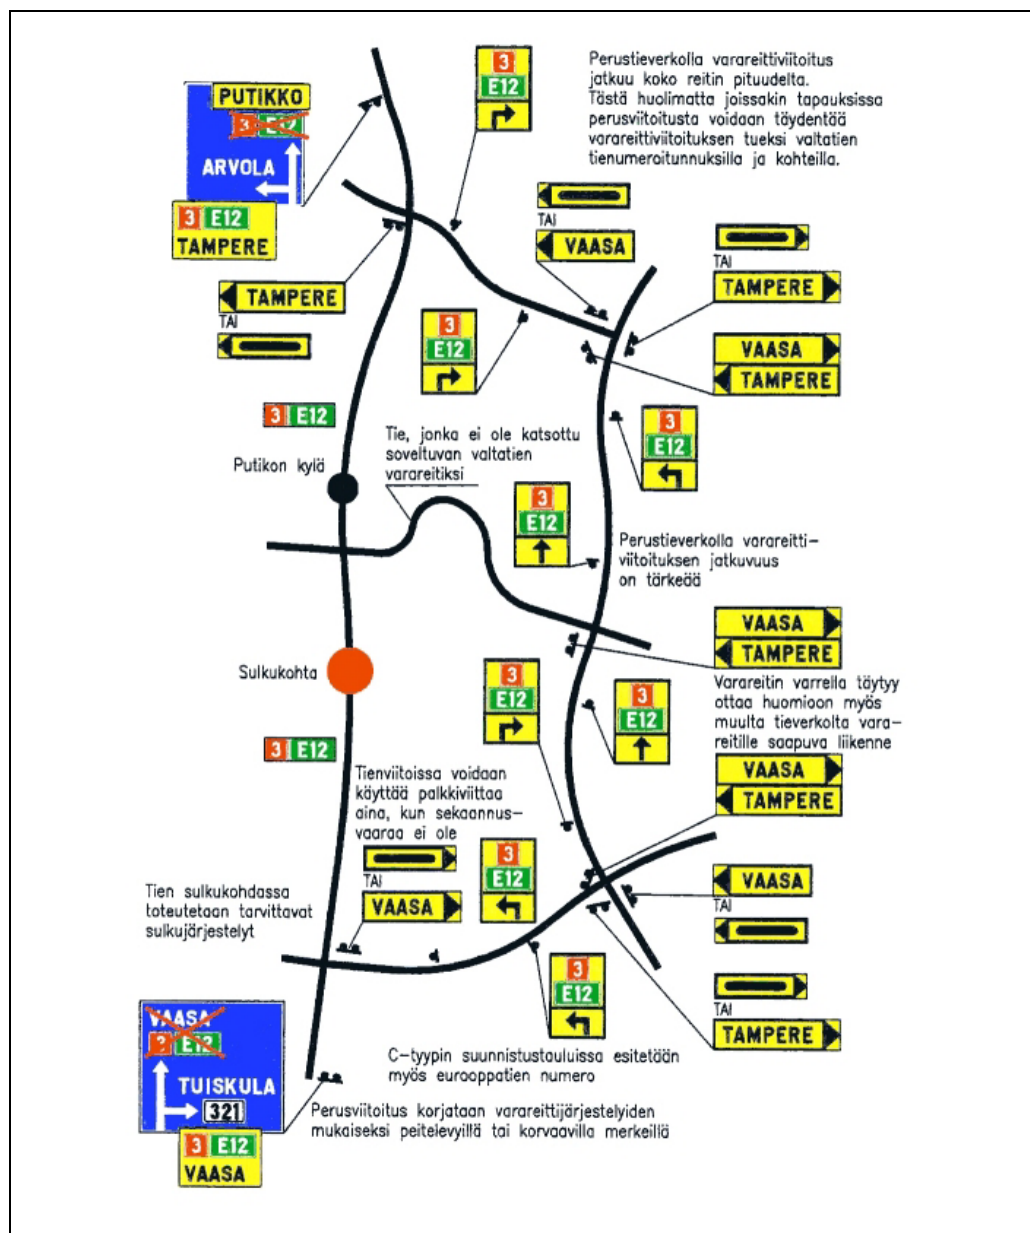 Perustieverkolla varareittiviitoitus
jatkuu koko reitin pituudelta.
Tästä huolimatta joissakin tapauksissa
perusviitoitusta voidaan täydentää
varareittiviitoituksen tueksi valtatien
tienumeroitunnuksilla ja kohteilla.
3
E12
PUTIKKO
3 E12
ARVOLA
3 E12
TAMPERE
TAI
VAASA
TAI
TAMPERE
TAMPERE
TAI
3
E12
VAASA
TAMPERE
3 E12
3
E12
Tie, jonka ei ole katsottu
soveltuvan valtatien
varareitiksi
Putikon kylä
3
E12
Perustieverkolla varareitti-
viitoituksen jatkuvuus
on tärkeää
VAASA
TAMPERE
Varareitin varrella täytyy
ottaa huomioon myös
muulta tieverkolta vara-
reitille saapuva liikenne
Sulkukohta
3
E12
3
E12
3 E12
VAASA
TAMPERE
Tienviitoissa voidaan
käyttää palkkiviittaa
aina, kun sekaannus-
vaaraa ei ole
TAI
VAASA
3
E12
VAASA
TAI
Tien sulkukohdassa
toteutetaan tarvittavat
sulkujärjestelyt
3
E12
TAI
TAMPERE
VAASA
3 E12
TUISKULA
321
C-tyypin suunnistustauluissa esitetään
myös eurooppatien numero
Perusviitoitus korjataan varareittijärjestelyiden
mukaiseksi peitelevyillä tai korvaavilla merkeillä
3 E12
VAASA